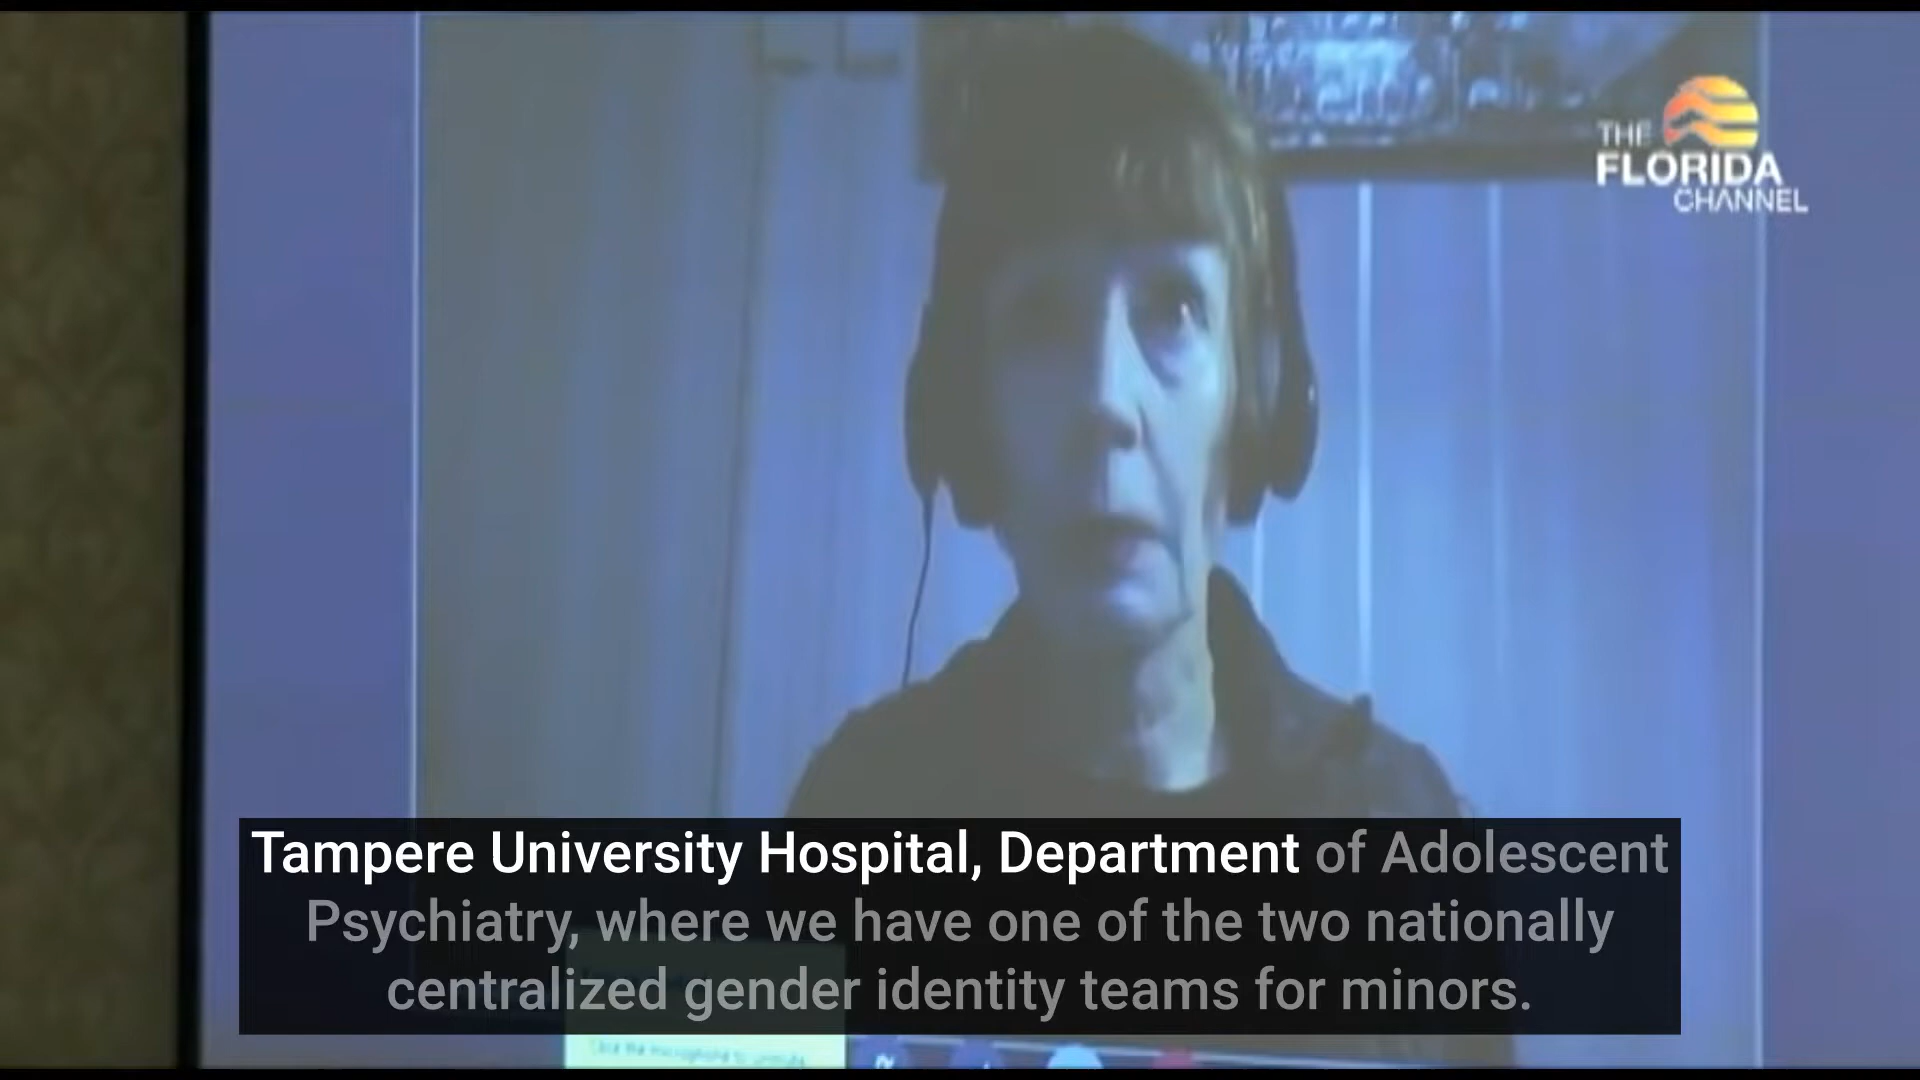 THE
FLORIDA
CHANNEL
Tampere University Hospital, Department of Adolescent
Psychiatry, where we have one of the two nationally
centralized gender identity teams for minors.